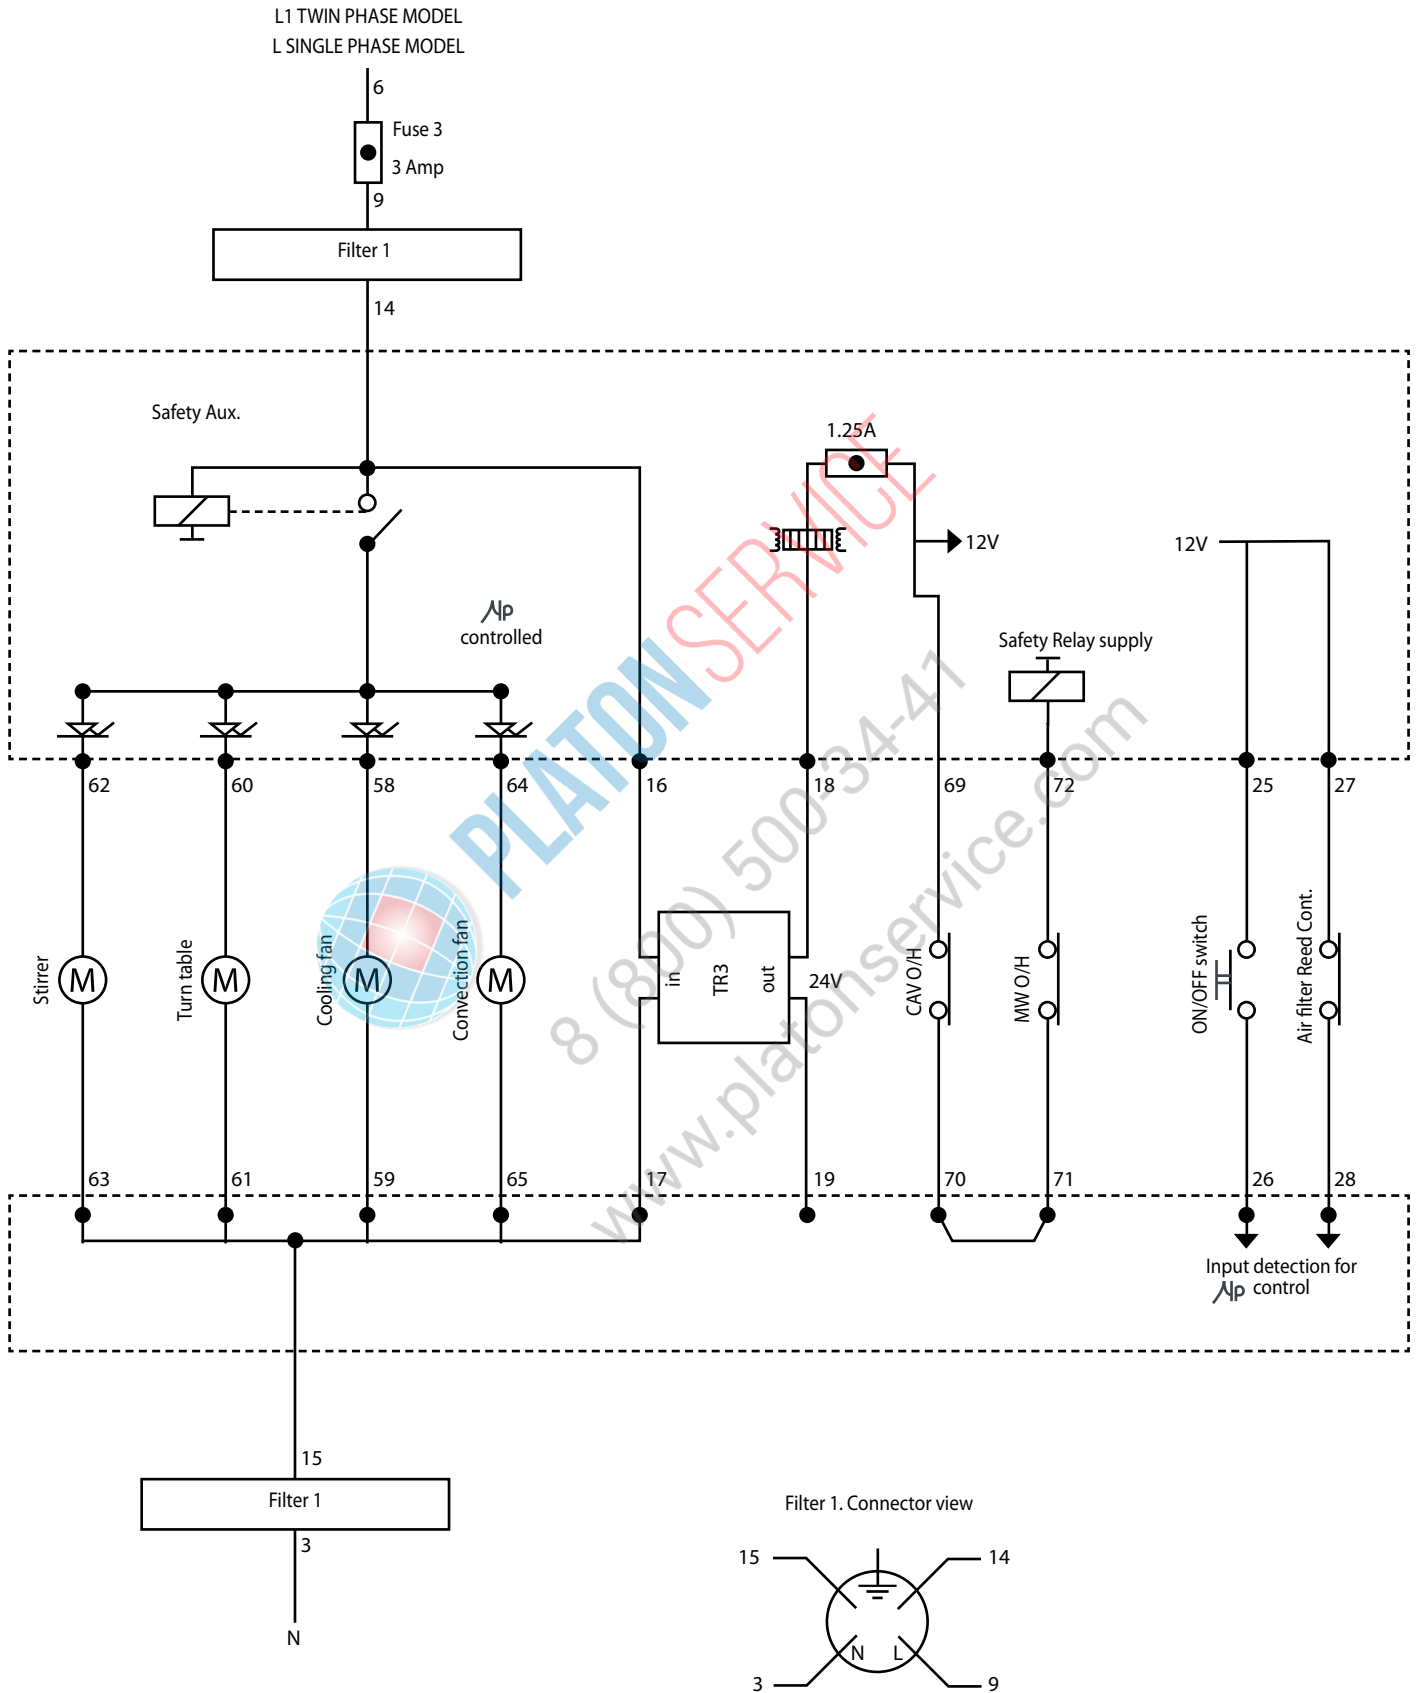 L1 TWIN PHASE MODEL
L SINGLE PHASE MODEL
6
Fuse 3
3 Amp
9
Filter 1
14
Safety Aux.
1.25A
12V
12V
µp
controlled
Safety Relay supply
62
60
58
64
16
18
69
72
25
27
Stirrer
M
Turn table
M
Cooling fan
M
Convection fan
M
in
TR3
out
24V
CAV O/H
MW O/H
ON/OFF switch
Air filter Reed Cont.
63
61
59
65
17
19
70
71
26
28
Input detection for
µp control
15
Filter 1
3
N
Filter 1. Connector view
15
14
N
L
3
9
PLATONSERVICE
8 (800) 500-34-41
www.platonservice.com